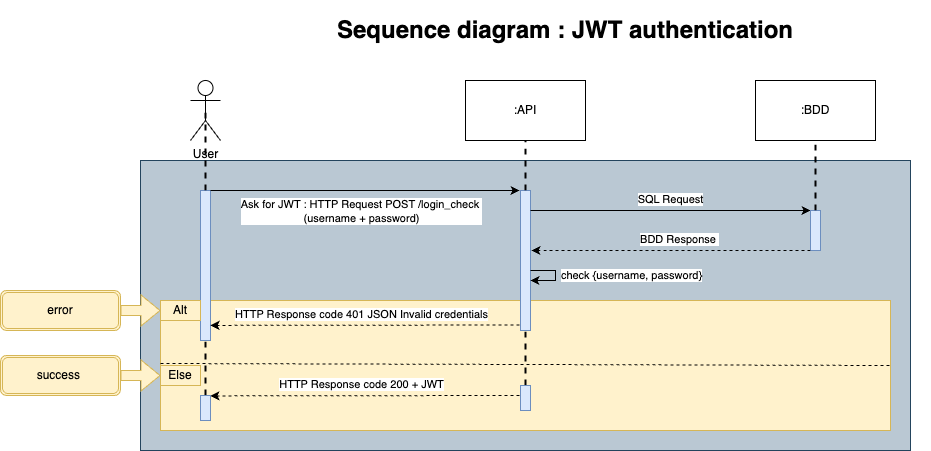 Sequence diagram : JWT authentication
:API
:BDD
User
Ask for JWT : HTTP Request POST /login_check
(username + password)
SQL Request
BDD Response
check {username, password}
error
Alt
HTTP Response code 401 JSON Invalid credentials
success
Else
HTTP Response code 200 + JWT